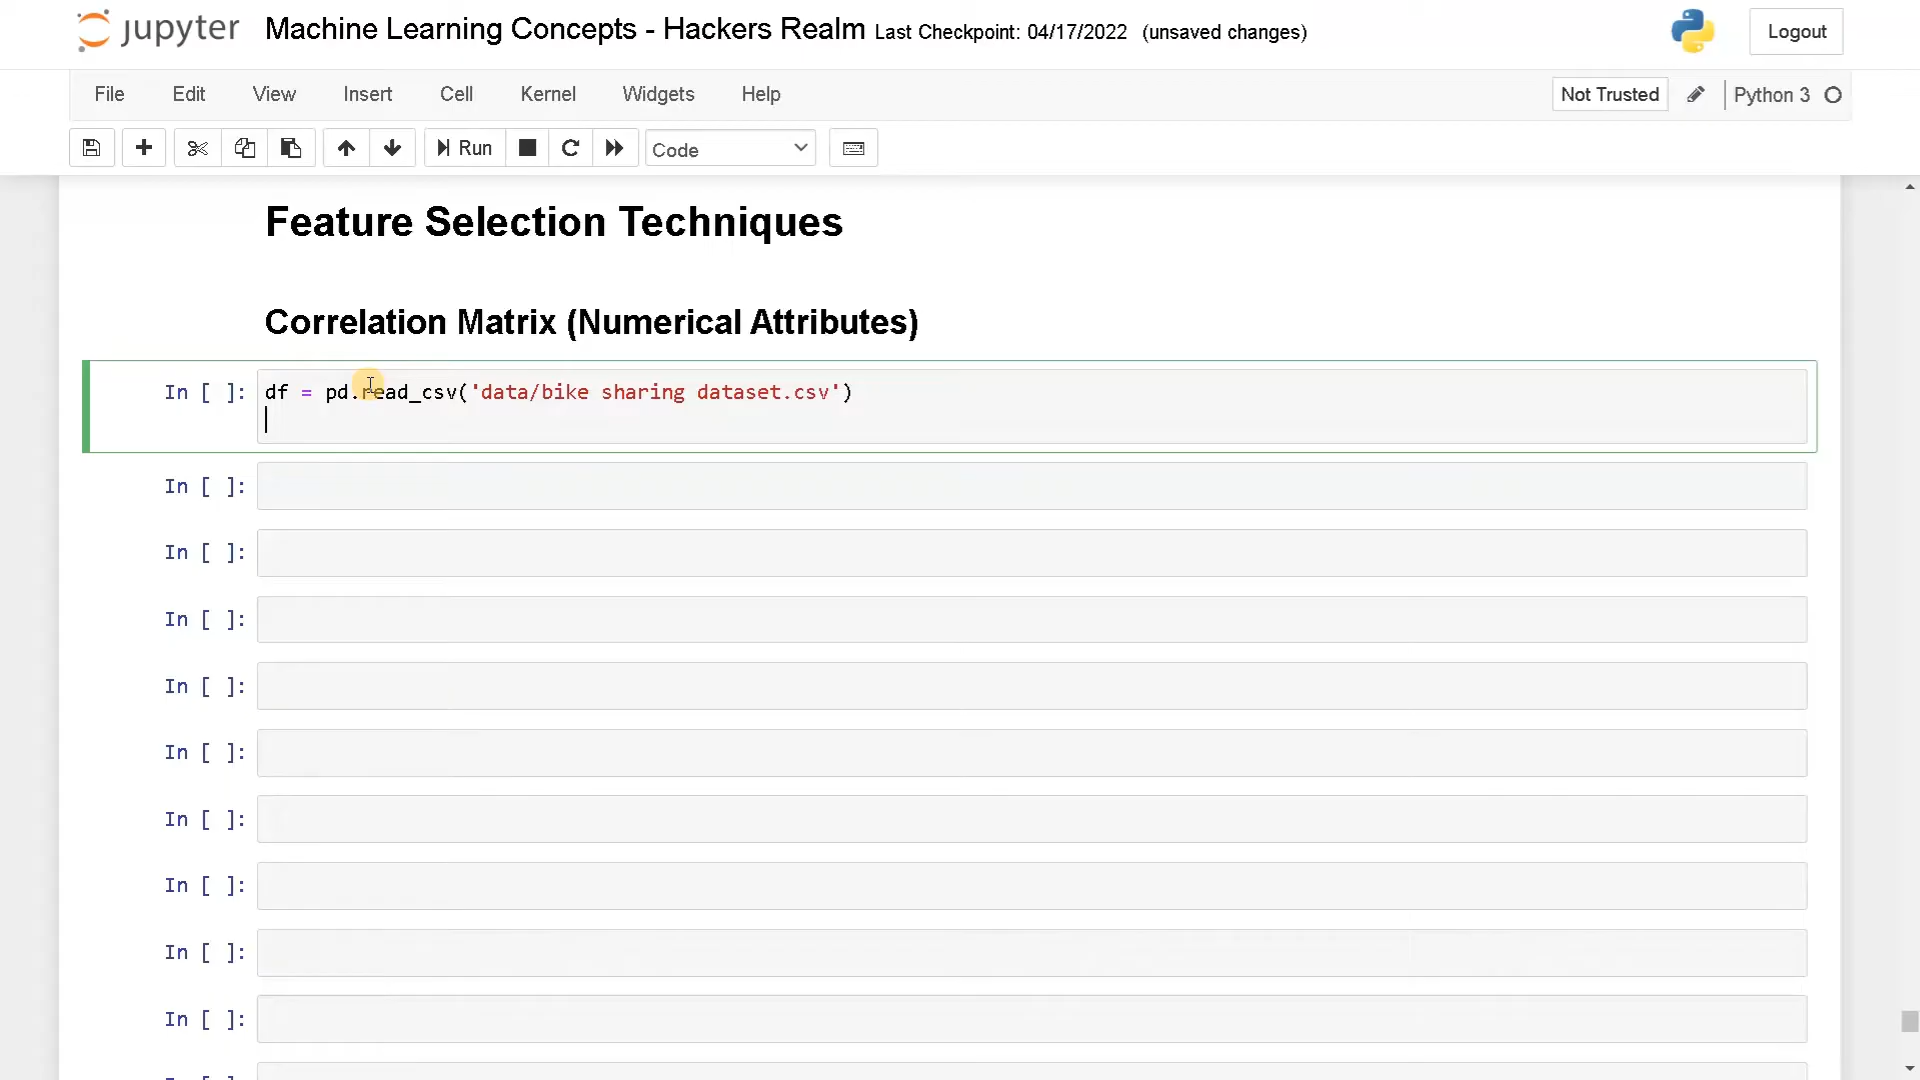 jupyter Machine Learning Concepts - Hackers Realm Last Checkpoint: 04/17/2022 (unsaved changes) Logout
File Edit View Insert Cell Kernel Widgets Help Not Trusted Python 3
Run Code
Feature Selection Techniques
Correlation Matrix (Numerical Attributes)
In [ ]: df = pd.read_csv('data/bike sharing dataset.csv')
In [ ]:
In [ ]:
In [ ]:
In [ ]:
In [ ]:
In [ ]:
In [ ]:
In [ ]:
In [ ]:
In [ ]: